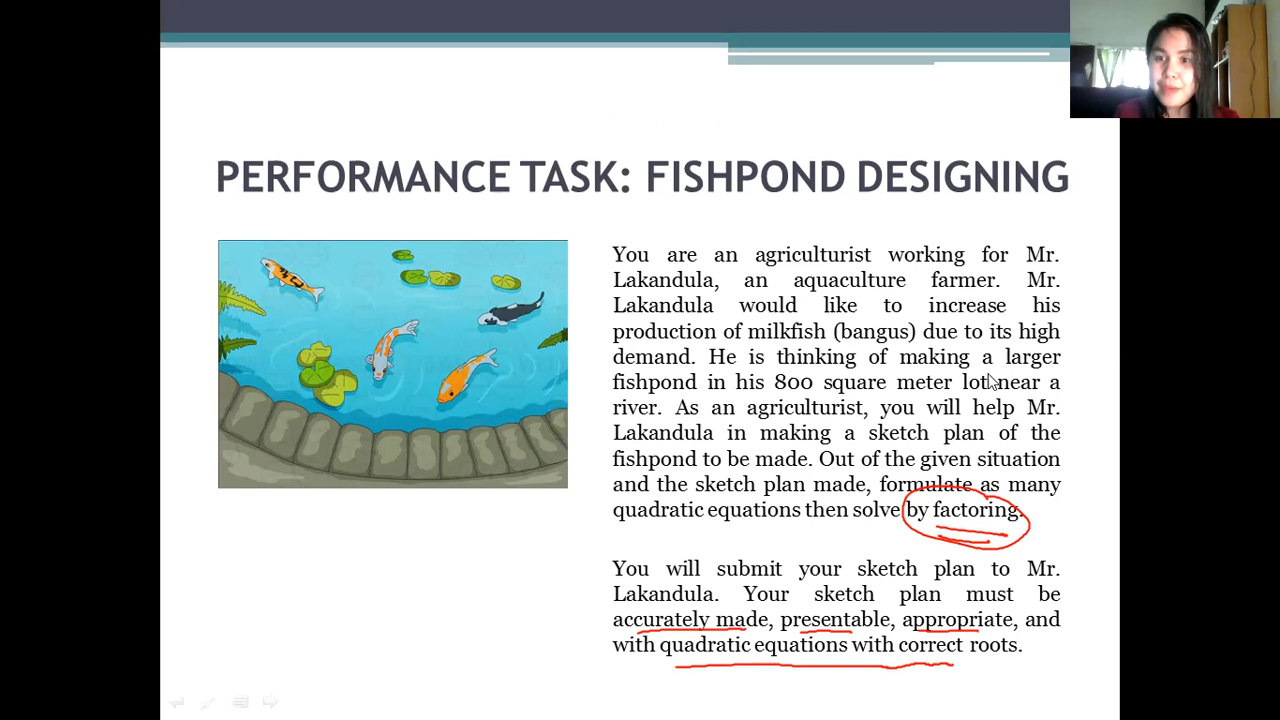 PERFORMANCE TASK: FISHPOND DESIGNING
You are an agriculturist working for Mr.
Lakandula, an aquaculture farmer. Mr.
Lakandula would like to increase his
production of milkfish (bangus) due to its high
demand. He is thinking of making a larger
fishpond in his 800 square meter lot near a
river. As an agriculturist, you will help Mr.
Lakandula in making a sketch plan of the
fishpond to be made. Out of the given situation
and the sketch plan made, formulate as many
quadratic equations then solve by factoring.
You will submit your sketch plan to Mr.
Lakandula. Your sketch plan must be
accurately made, presentable, appropriate, and
with quadratic equations with correct roots.